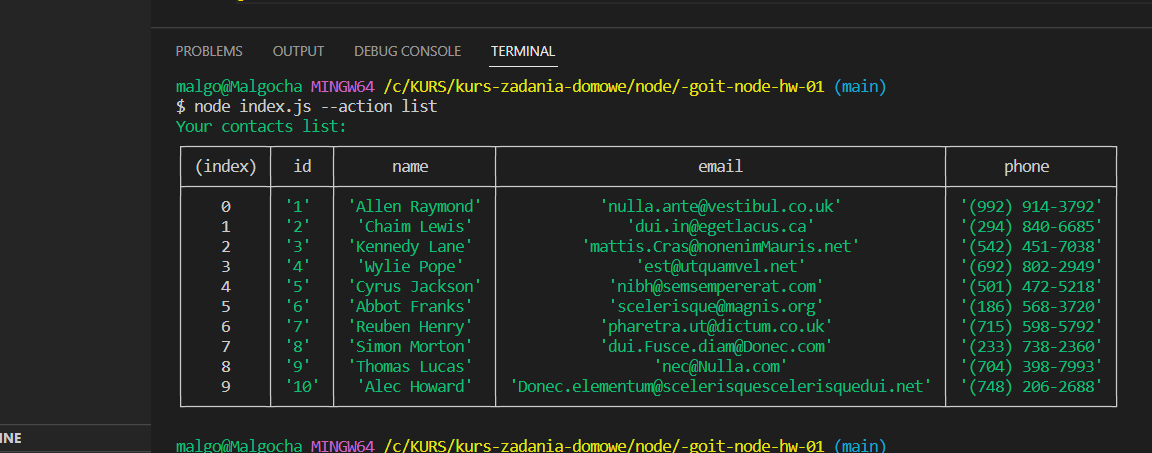 PROBLEMS OUTPUT DEBUG CONSOLE TERMINAL
malgo@Malgocha MINGW64 /c/KURS/kurs-zadania-domowe/node/-goit-node-hw-01 (main)
$ node index.js --action list
Your contacts list:
(index) id name email phone
0 '1' 'Allen Raymond' 'nulla.ante@vestibul.co.uk' '(992) 914-3792'
1 '2' 'Chaim Lewis' 'dui.in@egetlacus.ca' '(294) 840-6685'
2 '3' 'Kennedy Lane' 'mattis.Cras@nonenimMauris.net' '(542) 451-7038'
3 '4' 'Wylie Pope' 'est@utquamvel.net' '(692) 802-2949'
4 '5' 'Cyrus Jackson' 'nibh@semsempererat.com' '(501) 472-5218'
5 '6' 'Abbot Franks' 'scelerisque@magnis.org' '(186) 568-3720'
6 '7' 'Reuben Henry' 'pharetra.ut@dictum.co.uk' '(715) 598-5792'
7 '8' 'Simon Morton' 'dui.Fusce.diam@Donec.com' '(233) 738-2360'
8 '9' 'Thomas Lucas' 'nec@Nulla.com' '(704) 398-7993'
9 '10' 'Alec Howard' 'Donec.elementum@scelerisquescelerisquedui.net' '(748) 206-2688'
INE
malgo@Malgocha MINGW64 /c/KURS/kurs-zadania-domowe/node/-goit-node-hw-01 (main)